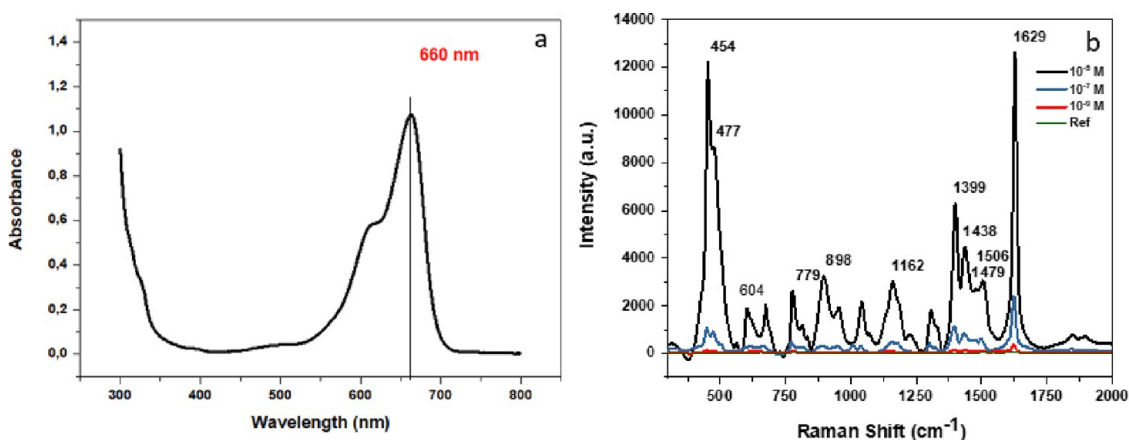 a
660 nm
1,4
1,2
1,0
0,8
0,6
0,4
0,2
0,0
Absorbance
300 400 500 600 700 800
Wavelength (nm)
b
14000
12000
10000
8000
6000
4000
2000
0
Intensity (a.u.)
454
477
604
779
898
1162
1399
1438
1506
1479
1629
10⁻⁵ M
10⁻⁷ M
10⁻⁹ M
Ref
500 750 1000 1250 1500 1750 2000
Raman Shift (cm⁻¹)